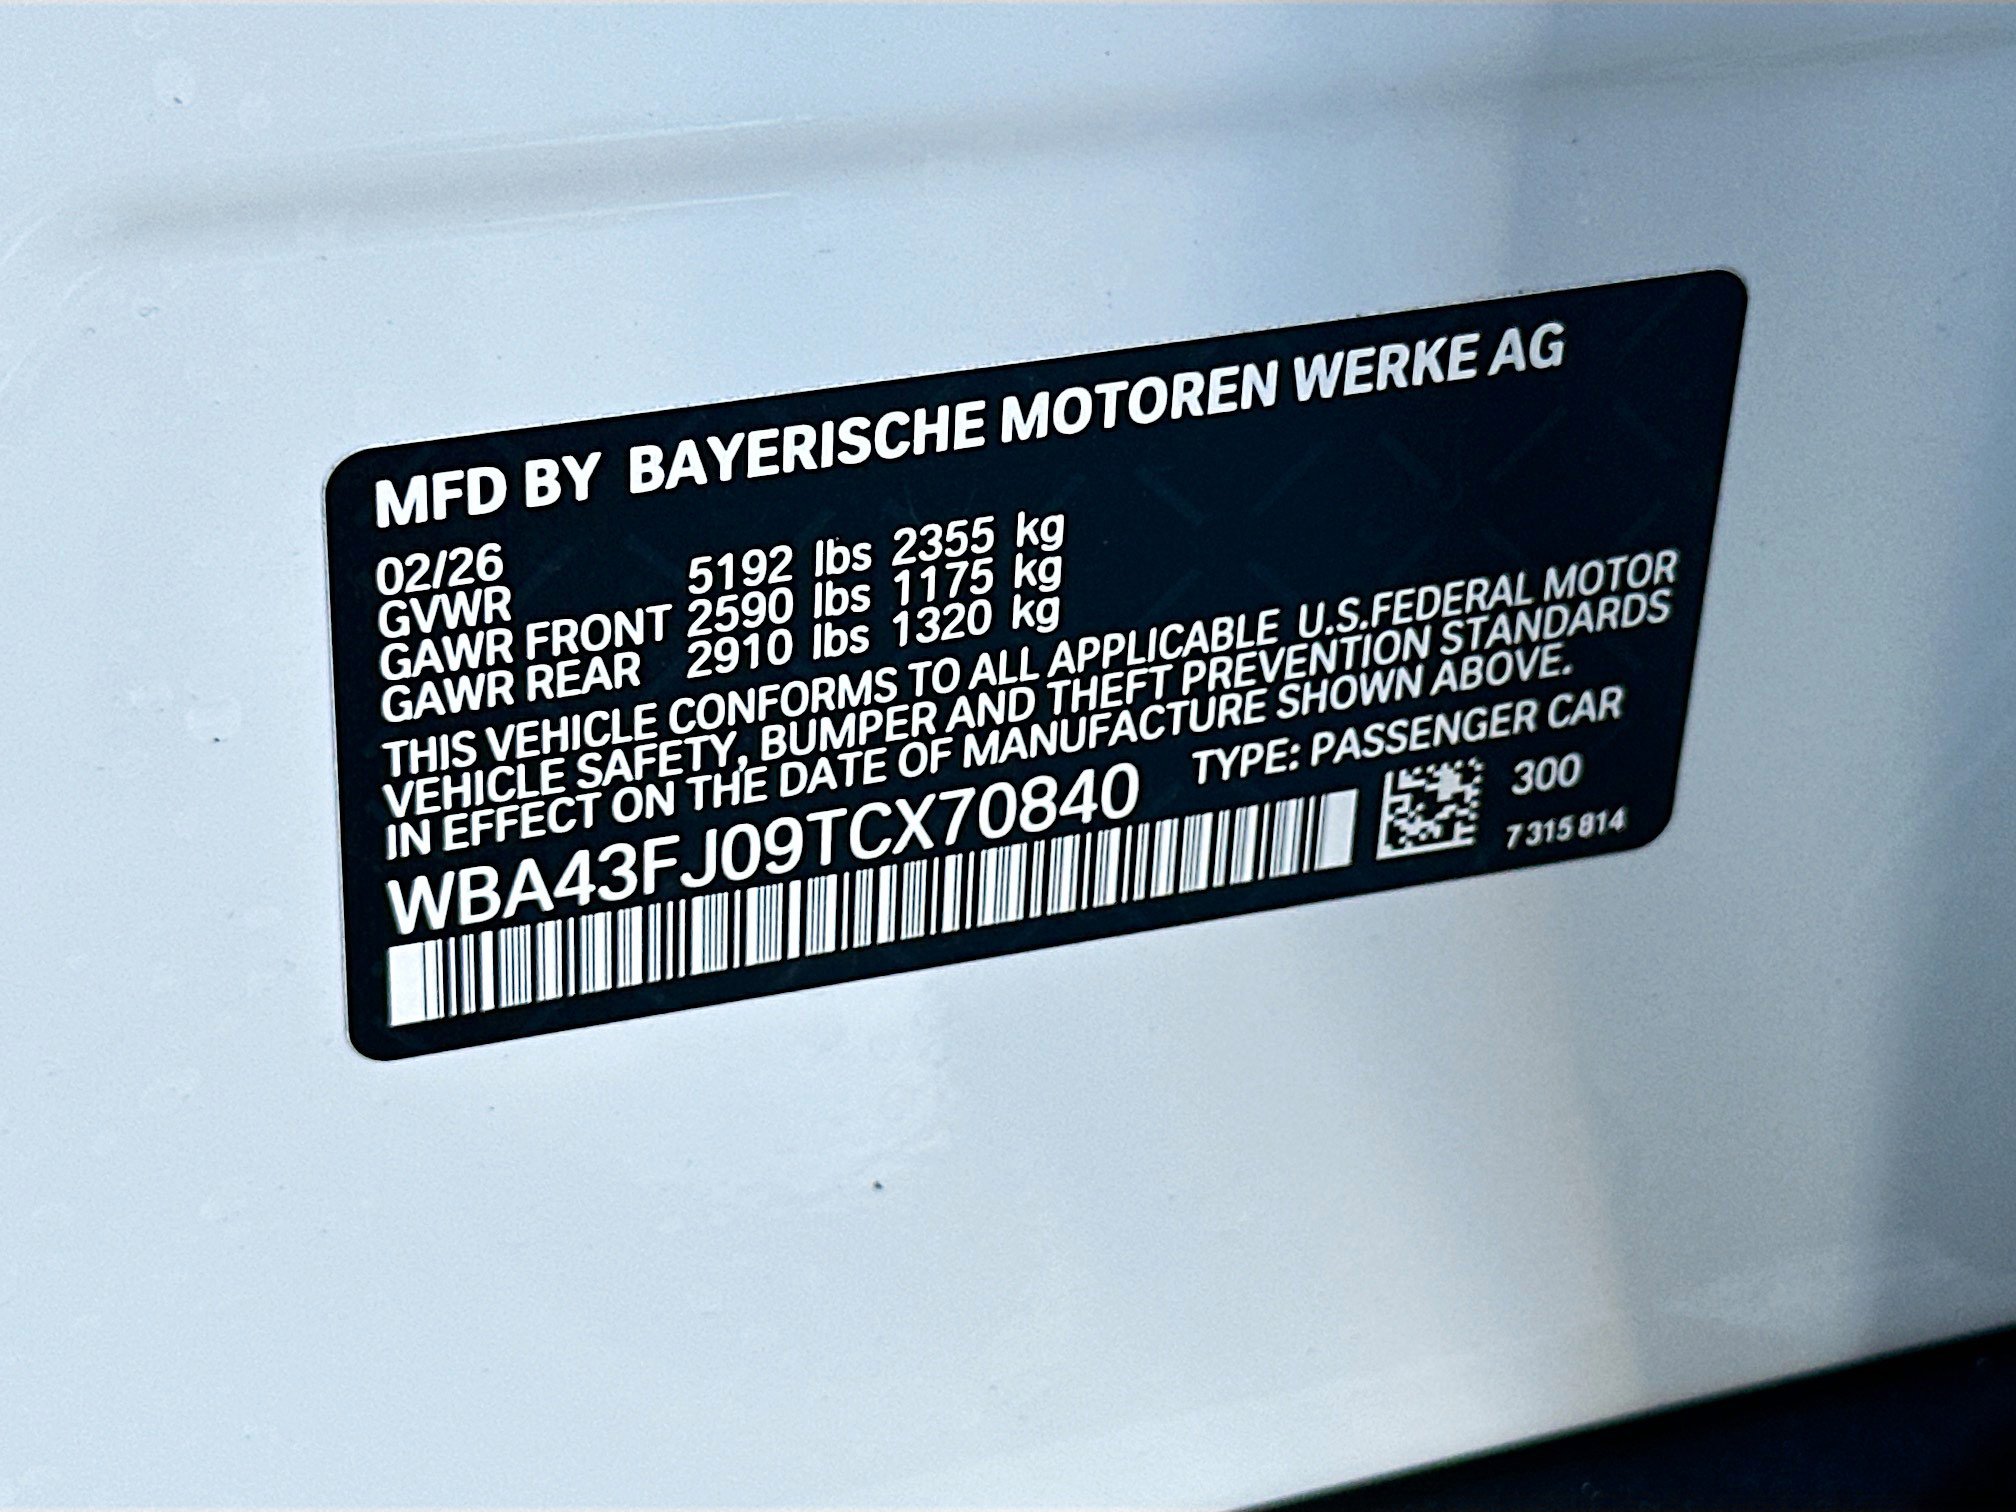 MFD BY BAYERISCHE MOTOREN WERKE AG
02/26
GVWR 5192 lbs 2355 kg
GAWR FRONT 2590 lbs 1175 kg
GAWR REAR 2910 lbs 1320 kg
THIS VEHICLE CONFORMS TO ALL APPLICABLE U.S.FEDERAL MOTOR
VEHICLE SAFETY, BUMPER AND THEFT PREVENTION STANDARDS
IN EFFECT ON THE DATE OF MANUFACTURE SHOWN ABOVE.
WBA43FJ09TCX70840 TYPE: PASSENGER CAR
300
7 315 814